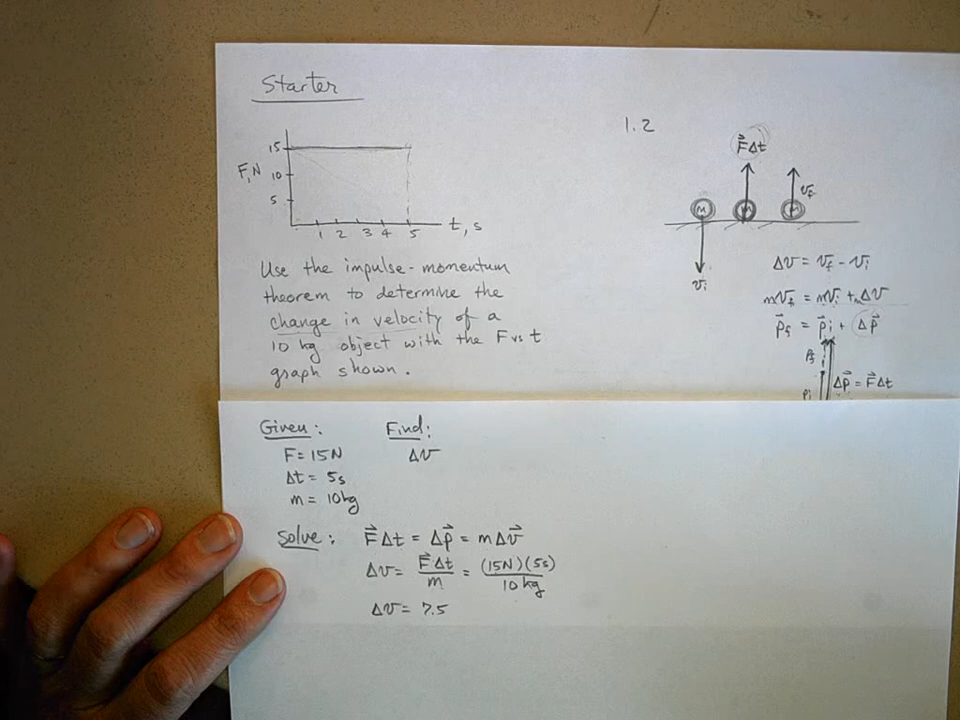 Starter
15
F, N
10
5
1 2 3 4 5
t, s
Use the impulse-momentum
theorem to determine the
change in velocity of a
10 kg object with the F vs t
graph shown.
1.2
F⃗Δt
m m m
v_f
v_i
Δv = v_f - v_i
mv_f = mv_i + mΔv
p⃗_f = p⃗_i + Δp⃗
p_f
p_i
Δp⃗ = F⃗Δt
Given: Find:
F = 15N Δv
Δt = 5s
m = 10kg
Solve: F⃗Δt = Δp⃗ = mΔv⃗
Δv = F⃗Δt/m = (15N)(5s)/10kg
Δv = 7.5